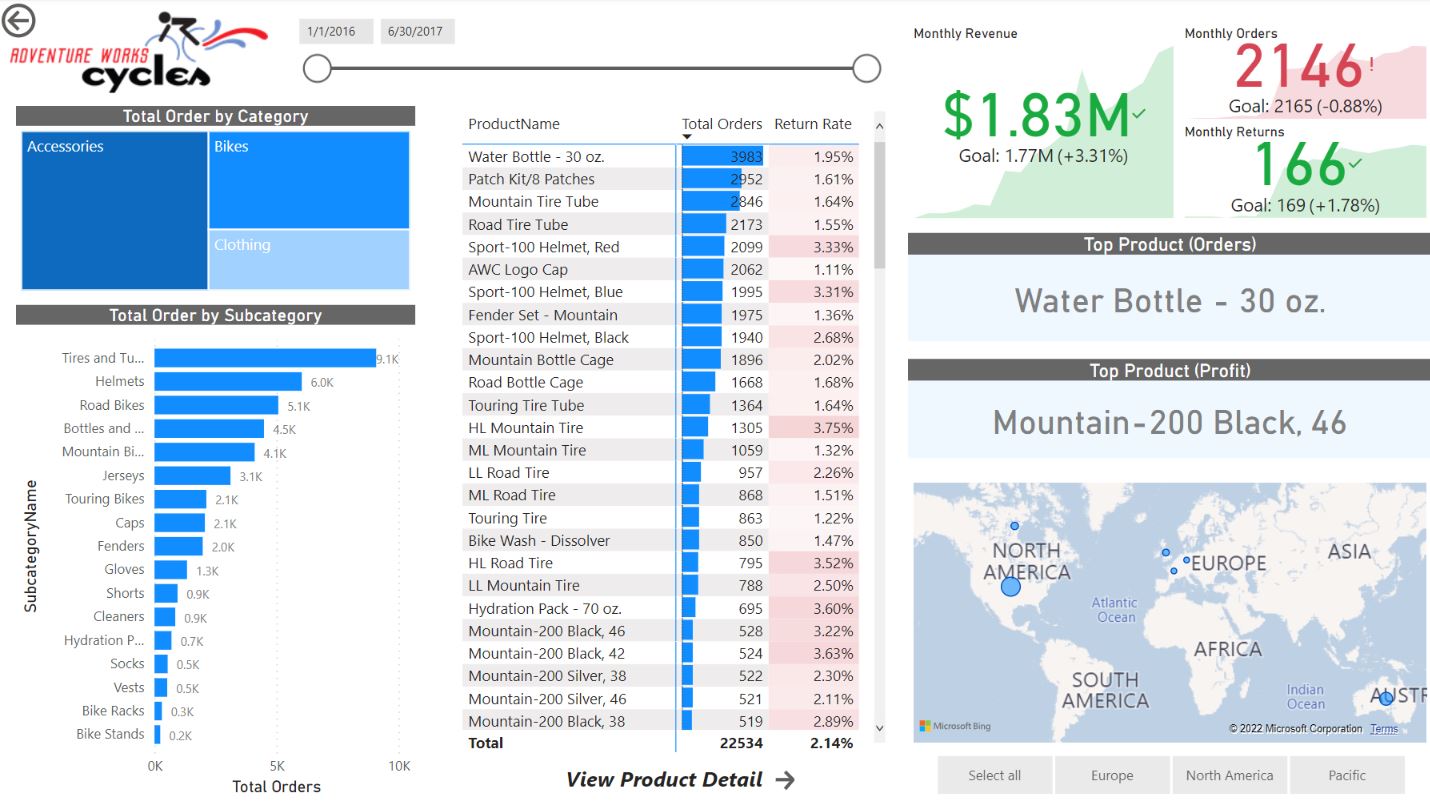 ADVENTURE WORKS
cycles
1/1/2016
6/30/2017
Total Order by Category
Accessories
Bikes
Clothing
Total Order by Subcategory
SubcategoryName
Tires and Tu... 9.1K
Helmets 6.0K
Road Bikes 5.1K
Bottles and ... 4.5K
Mountain Bi... 4.1K
Jerseys 3.1K
Touring Bikes 2.1K
Caps 2.1K
Fenders 2.0K
Gloves 1.3K
Shorts 0.9K
Cleaners 0.9K
Hydration P... 0.7K
Socks 0.5K
Vests 0.5K
Bike Racks 0.3K
Bike Stands 0.2K
0K 5K 10K
Total Orders
ProductName Total Orders Return Rate
Water Bottle - 30 oz. 3983 1.95%
Patch Kit/8 Patches 2952 1.61%
Mountain Tire Tube 2846 1.64%
Road Tire Tube 2173 1.55%
Sport-100 Helmet, Red 2099 3.33%
AWC Logo Cap 2062 1.11%
Sport-100 Helmet, Blue 1995 3.31%
Fender Set - Mountain 1975 1.36%
Sport-100 Helmet, Black 1940 2.68%
Mountain Bottle Cage 1896 2.02%
Road Bottle Cage 1668 1.68%
Touring Tire Tube 1364 1.64%
HL Mountain Tire 1305 3.75%
ML Mountain Tire 1059 1.32%
LL Road Tire 957 2.26%
ML Road Tire 868 1.51%
Touring Tire 863 1.22%
Bike Wash - Dissolver 850 1.47%
HL Road Tire 795 3.52%
LL Mountain Tire 788 2.50%
Hydration Pack - 70 oz. 695 3.60%
Mountain-200 Black, 46 528 3.22%
Mountain-200 Black, 42 524 3.63%
Mountain-200 Silver, 38 522 2.30%
Mountain-200 Silver, 46 521 2.11%
Mountain-200 Black, 38 519 2.89%
Total 22534 2.14%
View Product Detail
Monthly Revenue
$1.83M
Goal: 1.77M (+3.31%)
Monthly Orders
2146!
Goal: 2165 (-0.88%)
Monthly Returns
166
Goal: 169 (+1.78%)
Top Product (Orders)
Water Bottle - 30 oz.
Top Product (Profit)
Mountain-200 Black, 46
NORTH
AMERICA
EUROPE
ASIA
Atlantic
Ocean
AFRICA
SOUTH
AMERICA
Indian
Ocean
AUSTR
Microsoft Bing
© 2022 Microsoft Corporation Terms
Select all
Europe
North America
Pacific